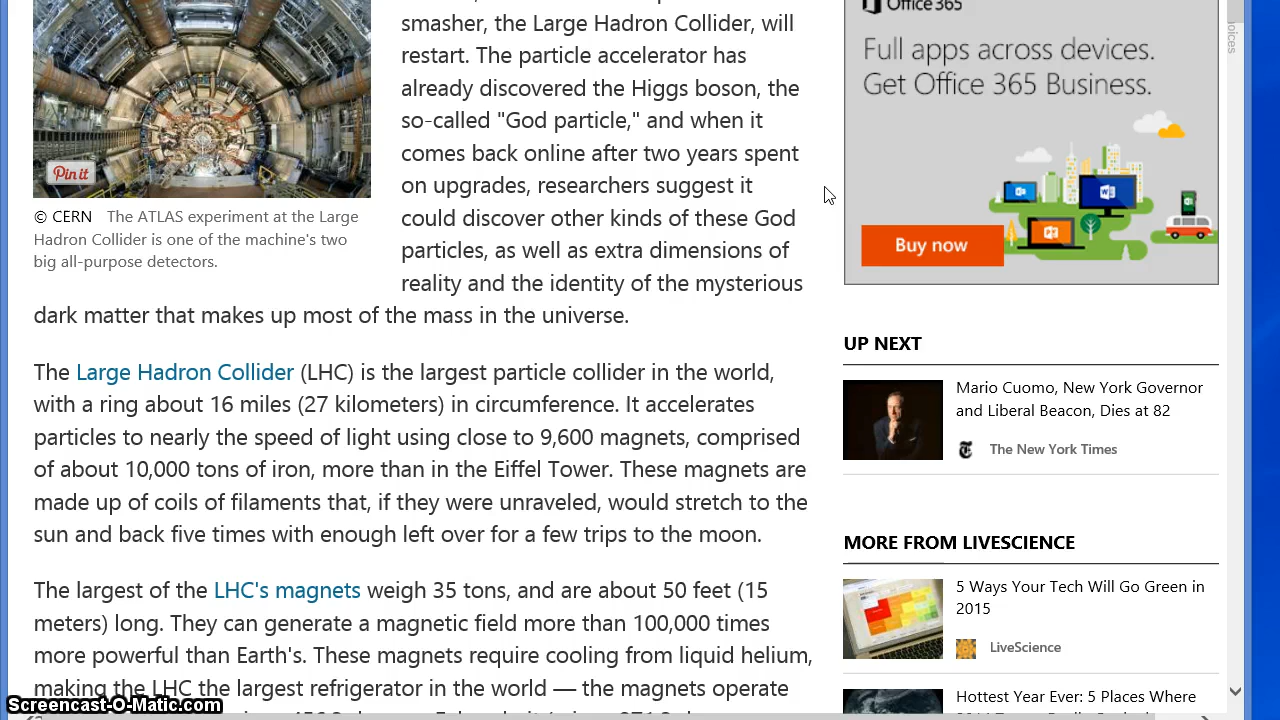 smasher, the Large Hadron Collider, will
restart. The particle accelerator has
already discovered the Higgs boson, the
so-called "God particle," and when it
comes back online after two years spent
on upgrades, researchers suggest it
could discover other kinds of these God
particles, as well as extra dimensions of
reality and the identity of the mysterious
dark matter that makes up most of the mass in the universe.
Pin it
© CERN The ATLAS experiment at the Large
Hadron Collider is one of the machine's two
big all-purpose detectors.
The Large Hadron Collider (LHC) is the largest particle collider in the world,
with a ring about 16 miles (27 kilometers) in circumference. It accelerates
particles to nearly the speed of light using close to 9,600 magnets, comprised
of about 10,000 tons of iron, more than in the Eiffel Tower. These magnets are
made up of coils of filaments that, if they were unraveled, would stretch to the
sun and back five times with enough left over for a few trips to the moon.
The largest of the LHC's magnets weigh 35 tons, and are about 50 feet (15
meters) long. They can generate a magnetic field more than 100,000 times
more powerful than Earth's. These magnets require cooling from liquid helium,
making the LHC the largest refrigerator in the world — the magnets operate
Office 365
Full apps across devices.
Get Office 365 Business.
Buy now
UP NEXT
Mario Cuomo, New York Governor
and Liberal Beacon, Dies at 82
The New York Times
MORE FROM LIVESCIENCE
5 Ways Your Tech Will Go Green in
2015
LiveScience
Hottest Year Ever: 5 Places Where
Screencast-O-Matic.com